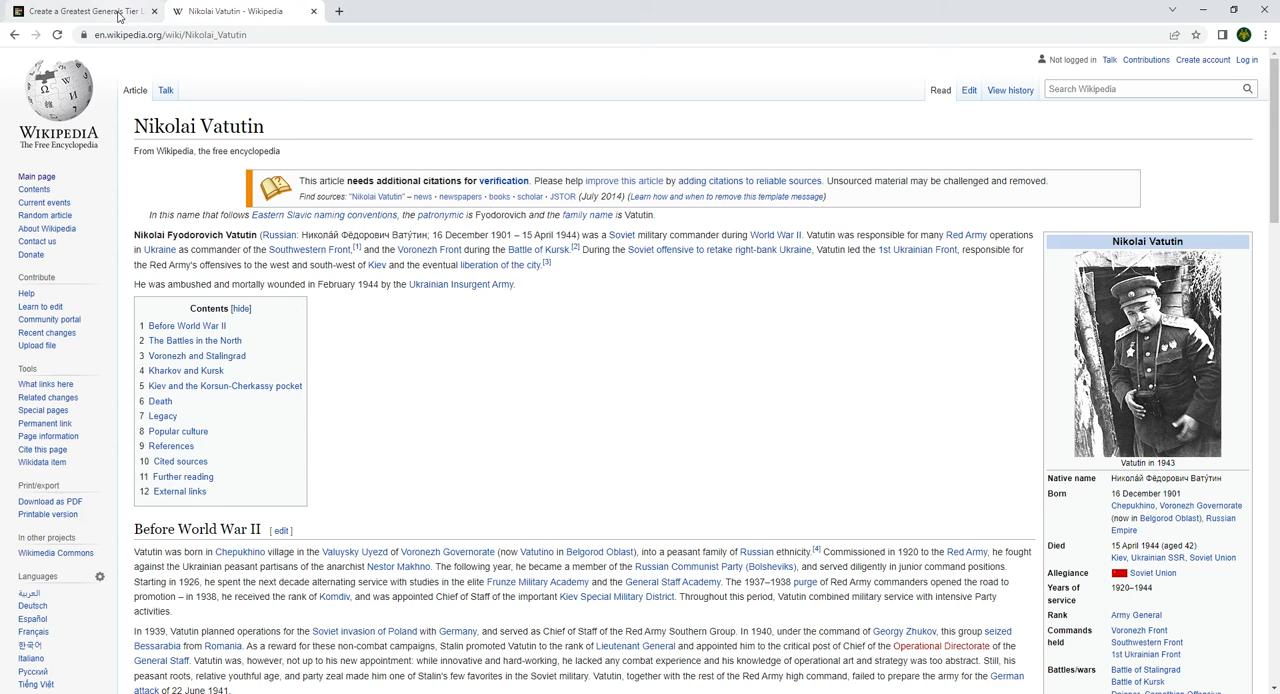 Create a Greatest Generals Tier L
Nikolai Vatutin - Wikipedia
en.wikipedia.org/wiki/Nikolai_Vatutin
Not logged in Talk Contributions Create account Log in
Article Talk Read Edit View history Search Wikipedia
WIKIPEDIA
The Free Encyclopedia
Main page
Contents
Current events
Random article
About Wikipedia
Contact us
Donate
Contribute
Help
Learn to edit
Community portal
Recent changes
Upload file
Tools
What links here
Related changes
Special pages
Permanent link
Page information
Cite this page
Wikidata item
Print/export
Download as PDF
Printable version
In other projects
Wikimedia Commons
Languages
العربية
Deutsch
Español
Français
한국어
Italiano
Русский
Tiếng Việt
Nikolai Vatutin
From Wikipedia, the free encyclopedia
This article needs additional citations for verification. Please help improve this article by adding citations to reliable sources. Unsourced material may be challenged and removed.
Find sources: "Nikolai Vatutin" – news · newspapers · books · scholar · JSTOR (July 2014) (Learn how and when to remove this template message)
In this name that follows Eastern Slavic naming conventions, the patronymic is Fyodorovich and the family name is Vatutin.
Nikolai Fyodorovich Vatutin (Russian: Никола́й Фёдорович Вату́тин; 16 December 1901 – 15 April 1944) was a Soviet military commander during World War II. Vatutin was responsible for many Red Army operations
in Ukraine as commander of the Southwestern Front,[1] and the Voronezh Front during the Battle of Kursk.[2] During the Soviet offensive to retake right-bank Ukraine, Vatutin led the 1st Ukrainian Front, responsible for
the Red Army's offensives to the west and south-west of Kiev and the eventual liberation of the city.[3]
He was ambushed and mortally wounded in February 1944 by the Ukrainian Insurgent Army.
Contents [hide]
1 Before World War II
2 The Battles in the North
3 Voronezh and Stalingrad
4 Kharkov and Kursk
5 Kiev and the Korsun-Cherkassy pocket
6 Death
7 Legacy
8 Popular culture
9 References
10 Cited sources
11 Further reading
12 External links
Before World War II [ edit ]
Vatutin was born in Chepukhino village in the Valuysky Uyezd of Voronezh Governorate (now Vatutino in Belgorod Oblast), into a peasant family of Russian ethnicity.[4] Commissioned in 1920 to the Red Army, he fought
against the Ukrainian peasant partisans of the anarchist Nestor Makhno. The following year, he became a member of the Russian Communist Party (Bolsheviks), and served diligently in junior command positions.
Starting in 1926, he spent the next decade alternating service with studies in the elite Frunze Military Academy and the General Staff Academy. The 1937–1938 purge of Red Army commanders opened the road to
promotion – in 1938, he received the rank of Komdiv, and was appointed Chief of Staff of the important Kiev Special Military District. Throughout this period, Vatutin combined military service with intensive Party
activities.
In 1939, Vatutin planned operations for the Soviet invasion of Poland with Germany, and served as Chief of Staff of the Red Army Southern Group. In 1940, under the command of Georgy Zhukov, this group seized
Bessarabia from Romania. As a reward for these non-combat campaigns, Stalin promoted Vatutin to the rank of Lieutenant General and appointed him to the critical post of Chief of the Operational Directorate of
the General Staff. Vatutin was, however, not up to his new appointment: while innovative and hard-working, he lacked any combat experience and his knowledge of operational art and strategy was too abstract. Still, his
peasant roots, relative youthful age, and party zeal made him one of Stalin's few favorites in the Soviet military. Vatutin, together with the rest of the Red Army high command, failed to prepare the army for the German
attack of 22 June 1941.
Nikolai Vatutin
Vatutin in 1943
Native name Никола́й Фёдорович Вату́тин
Born 16 December 1901
Chepukhino, Voronezh Governorate
(now in Belgorod Oblast), Russian
Empire
Died 15 April 1944 (aged 42)
Kiev, Ukrainian SSR, Soviet Union
Allegiance Soviet Union
Years of 1920–1944
service
Rank Army General
Commands Voronezh Front
held Southwestern Front
1st Ukrainian Front
Battles/wars Battle of Stalingrad
Battle of Kursk
Dnieper–Carpathian Offensive